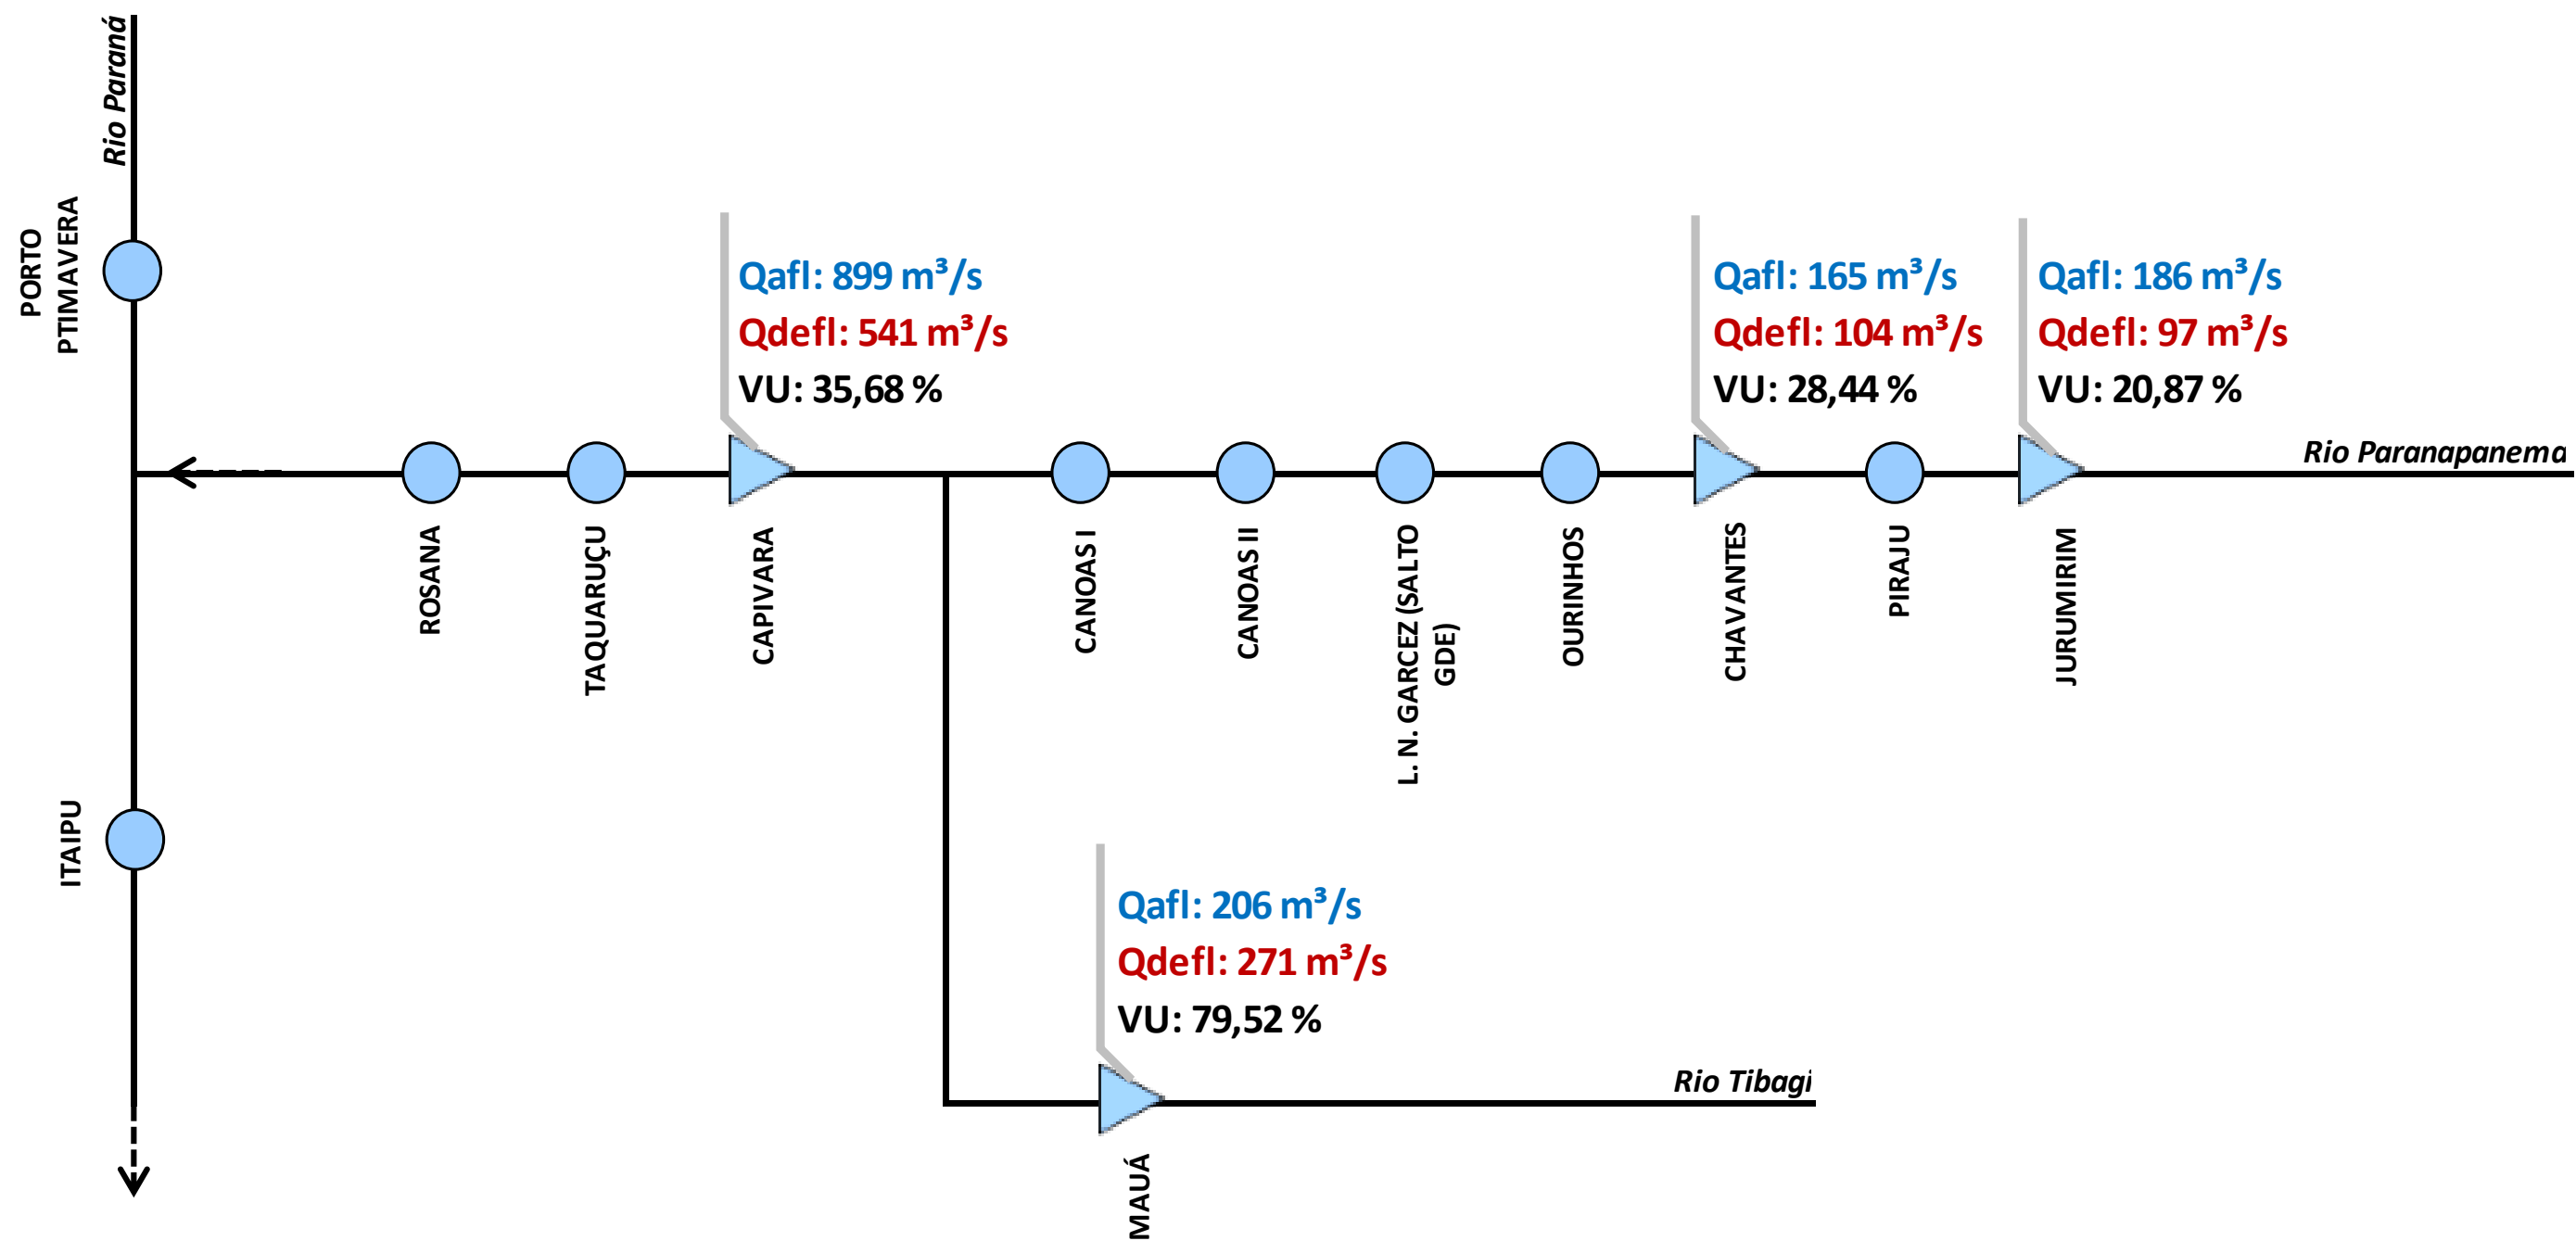 Rio Paraná
PORTO
PTIMAVERA
Qafl: 899 m³/s
Qdefl: 541 m³/s
VU: 35,68 %
Qafl: 165 m³/s
Qdefl: 104 m³/s
VU: 28,44 %
Qafl: 186 m³/s
Qdefl: 97 m³/s
VU: 20,87 %
Rio Paranapanema
ROSANA
TAQUARUÇU
CAPIVARA
CANOAS I
CANOAS II
L. N. GARCEZ (SALTO
GDE)
OURINHOS
CHAVANTES
PIRAJU
JURUMIRIM
ITAIPU
Qafl: 206 m³/s
Qdefl: 271 m³/s
VU: 79,52 %
Rio Tibagi
MAUÁ